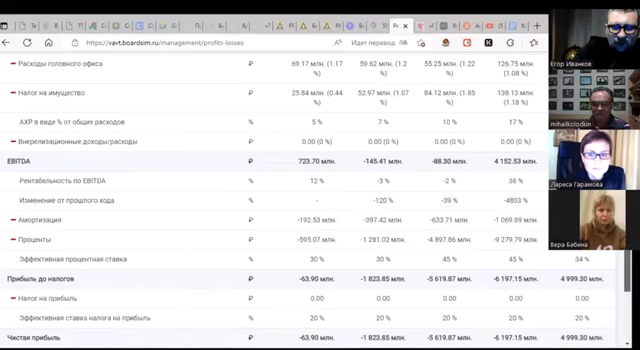 https://vavt.boardsim.ru/management/profits-losses
Идет перевод
Расходы головного офиса ₽ 69.17 млн. (1.17 %) 59.62 млн. (1.2 %) 55.25 млн. (1.22 %) 126.75 млн. (1.08 %)
Налог на имущество ₽ 25.84 млн. (0.44 %) 52.97 млн. (1.07 %) 84.12 млн. (1.85 %) 138.13 млн. (1.18 %)
АХР в виде % от общих расходов % 5 % 7 % 10 % 17 %
Внереализационные доходы/расходы ₽ 0.00 (0 %) 0.00 (0 %) 0.00 (0 %) 0.00 (0 %)
EBITDA ₽ 723.70 млн. -145.41 млн. -88.30 млн. 4 152.53 млн.
Рентабельность по EBITDA % 12 % -3 % -2 % 36 %
Изменение от прошлого хода % - -120 % -39 % -4803 %
Амортизация ₽ -192.53 млн. -397.42 млн. -633.71 млн. -1 069.89 млн.
Проценты ₽ -595.07 млн. -1 281.02 млн. -4 897.86 млн. -9 279.79 млн.
Эффективная процентная ставка % 30 % 30 % 45 % 45 % 34 %
Прибыль до налогов ₽ -63.90 млн. -1 823.85 млн. -5 619.87 млн. -6 197.15 млн. 4 999.30 млн.
Налог на прибыль ₽ 0.00 0.00 0.00 0.00 0.00
Эффективная ставка налога на прибыль % 20 % 20 % 20 % 20 % 20 %
Чистая прибыль ₽ -63.90 млн. -1 823.85 млн. -5 619.87 млн. -6 197.15 млн. 4 999.30 млн.
Егор Иванков
mihailkolodkin
Лариса Гарамова
Вера Бабина